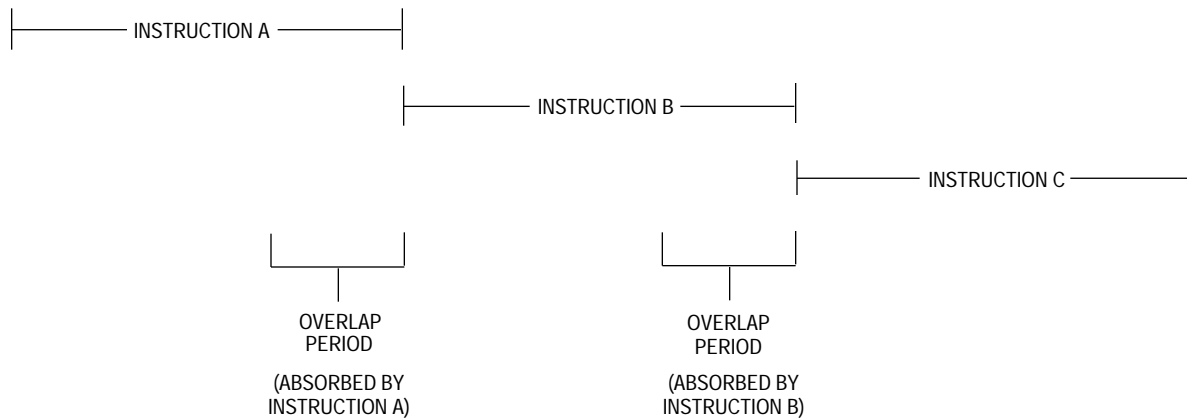 INSTRUCTION A
INSTRUCTION B
INSTRUCTION C
OVERLAP
PERIOD
(ABSORBED BY
INSTRUCTION A)
OVERLAP
PERIOD
(ABSORBED BY
INSTRUCTION B)